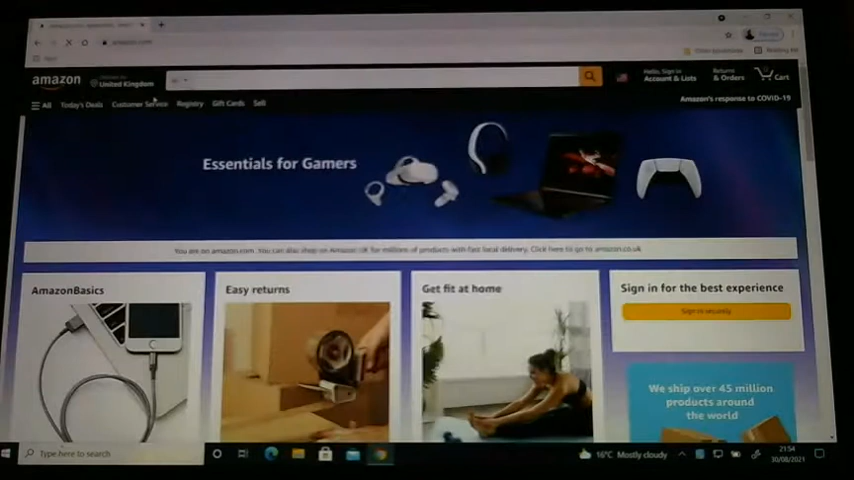 amazon.com
amazon
United Kingdom
Hello, Sign in
Account & Lists
Returns
& Orders
Cart
All
Today's Deals
Customer Service
Registry
Gift Cards
Sell
Amazon's response to COVID-19
Essentials for Gamers
You are on amazon.com. You can also shop on Amazon UK for millions of products with fast local delivery. Click here to go to amazon.co.uk
AmazonBasics
Easy returns
Get fit at home
Sign in for the best experience
Sign in securely
We ship over 45 million
products around
the world
Type here to search
16°C Mostly cloudy
21:54
30/08/2021